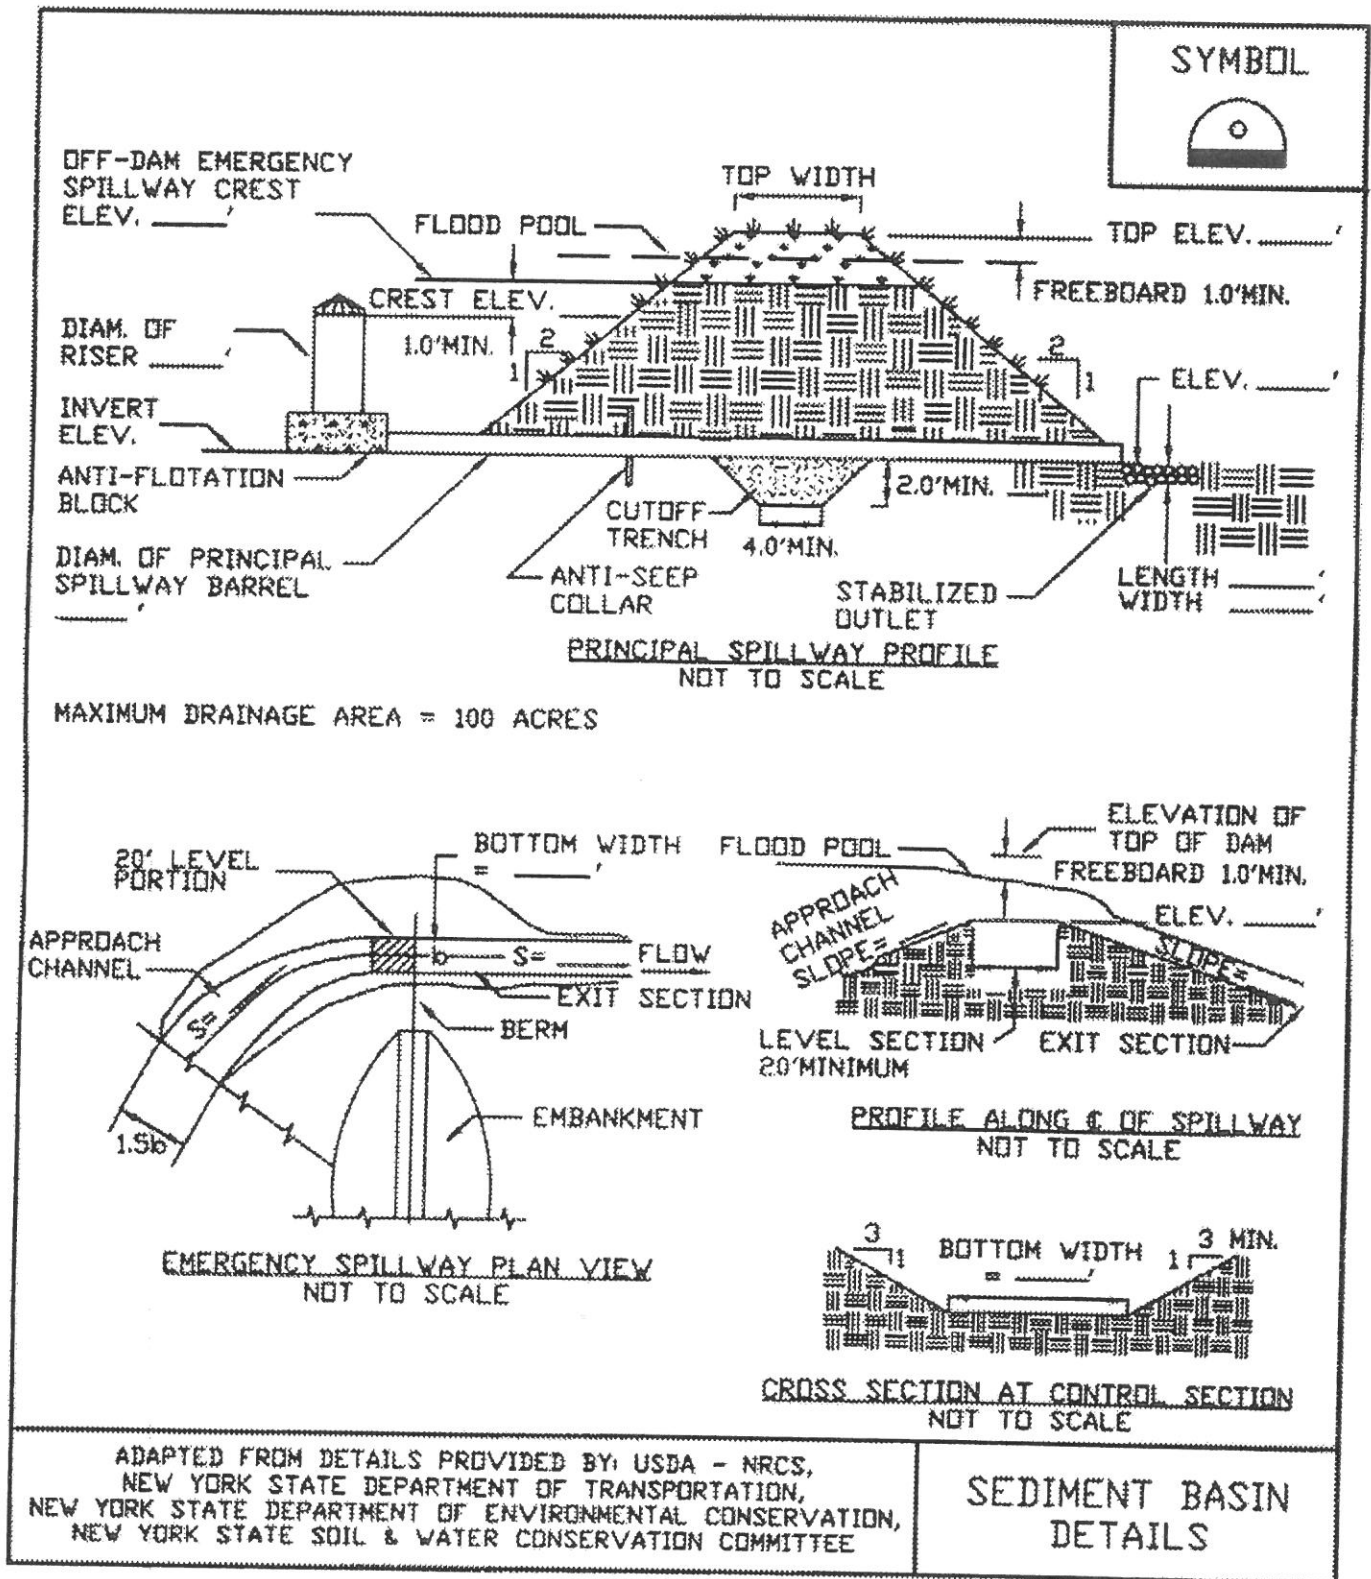 SYMBOL
OFF-DAM EMERGENCY
SPILLWAY CREST
ELEV. ______'
TOP WIDTH
FLOOD POOL
TOP ELEV. ______'
CREST ELEV.
FREEBOARD 1.0'MIN.
DIAM. OF
RISER ______'
1.0'MIN.
2
1
2
1
ELEV. ______'
INVERT
ELEV.
ANTI-FLOTATION
BLOCK
2.0'MIN.
CUTOFF
TRENCH
4.0'MIN.
DIAM. OF PRINCIPAL
SPILLWAY BARREL
______'
ANTI-SEEP
COLLAR
STABILIZED
OUTLET
LENGTH ______'
WIDTH ______'
PRINCIPAL SPILLWAY PROFILE
NOT TO SCALE
MAXIMUM DRAINAGE AREA = 100 ACRES
20' LEVEL
PORTION
BOTTOM WIDTH
= ______'
APPROACH
CHANNEL
b
S= ______
FLOW
S=
EXIT SECTION
BERM
EMBANKMENT
1.5b
EMERGENCY SPILLWAY PLAN VIEW
NOT TO SCALE
FLOOD POOL
ELEVATION OF
TOP OF DAM
FREEBOARD 1.0'MIN.
APPROACH
CHANNEL
SLOPE=
ELEV. ______'
SLOPE=
LEVEL SECTION
20'MINIMUM
EXIT SECTION
PROFILE ALONG ℄ OF SPILLWAY
NOT TO SCALE
3
1
BOTTOM WIDTH
= ______'
3 MIN.
1
CROSS SECTION AT CONTROL SECTION
NOT TO SCALE
ADAPTED FROM DETAILS PROVIDED BY: USDA - NRCS,
NEW YORK STATE DEPARTMENT OF TRANSPORTATION,
NEW YORK STATE DEPARTMENT OF ENVIRONMENTAL CONSERVATION,
NEW YORK STATE SOIL & WATER CONSERVATION COMMITTEE
SEDIMENT BASIN
DETAILS